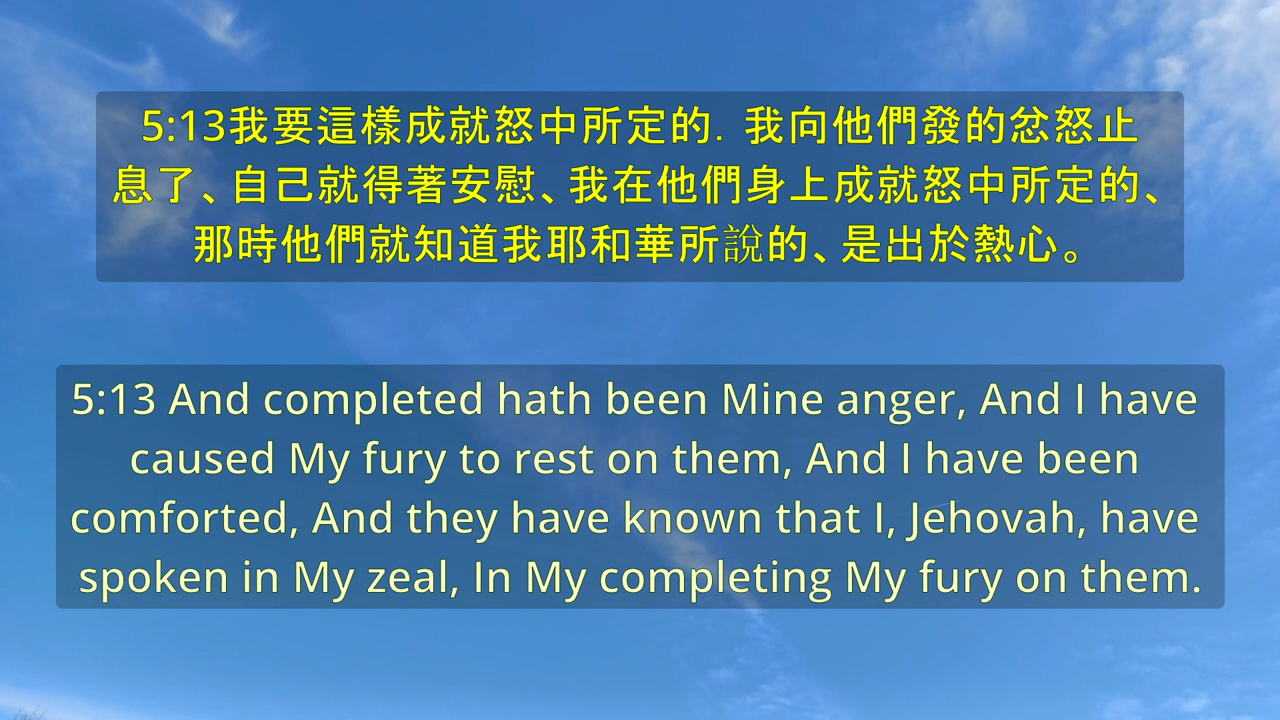 5:13我要這樣成就怒中所定的．我向他們發的忿怒止
息了、自己就得著安慰、我在他們身上成就怒中所定的、
那時他們就知道我耶和華所說的、是出於熱心。
5:13 And completed hath been Mine anger, And I have
caused My fury to rest on them, And I have been
comforted, And they have known that I, Jehovah, have
spoken in My zeal, In My completing My fury on them.